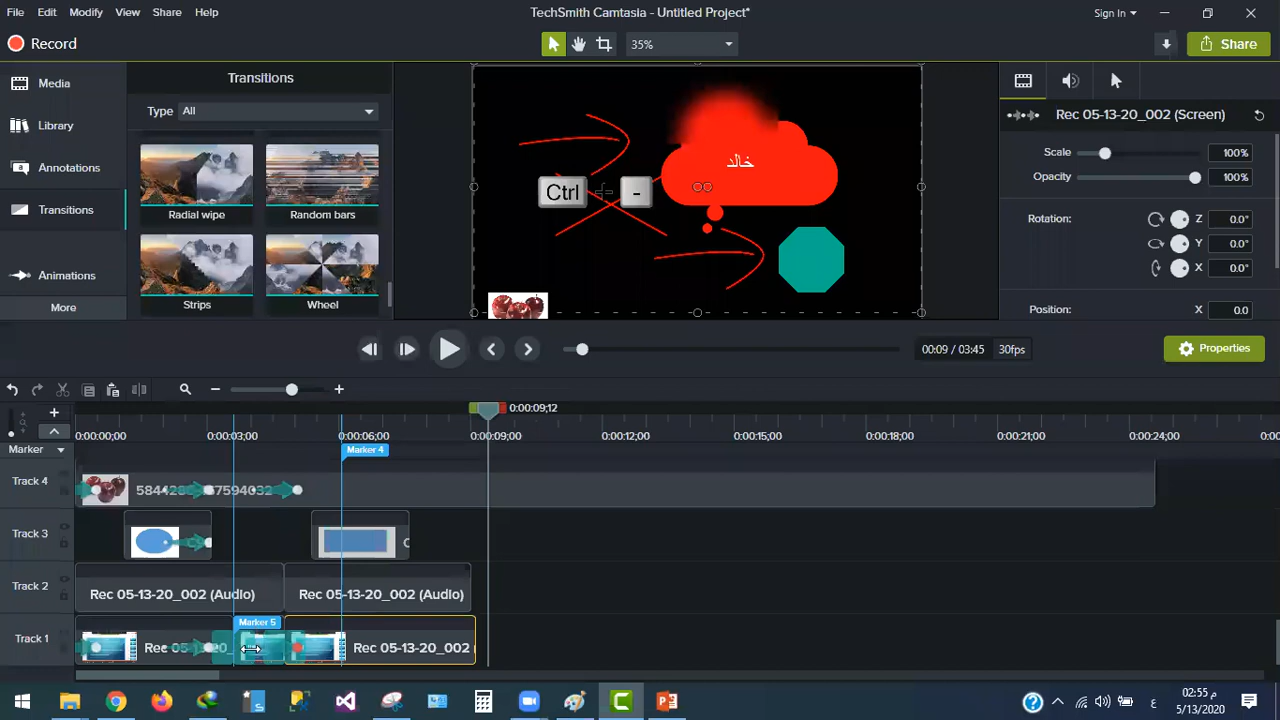 File Edit Modify View Share Help
TechSmith Camtasia - Untitled Project*
Sign In
Record
35%
Share
Media
Library
Annotations
Transitions
Animations
More
Transitions
Type All
Radial wipe
Random bars
Strips
Wheel
خالد
Ctrl + -
Rec 05-13-20_002 (Screen)
Scale 100%
Opacity 100%
Rotation: Z 0.0°
Y 0.0°
X 0.0°
Position: X 0.0
00:09 / 03:45 30fps
Properties
0:00:09;12
0:00:00;00 0:00:03;00 0:00:06;00 0:00:09;00 0:00:12;00 0:00:15;00 0:00:18;00 0:00:21;00 0:00:24;00
Marker
Marker 4
Track 4
Track 3
Track 2
Rec 05-13-20_002 (Audio)
Rec 05-13-20_002 (Audio)
Marker 5
Track 1
Rec 05-13-20_002
ع
02:55 م
5/13/2020